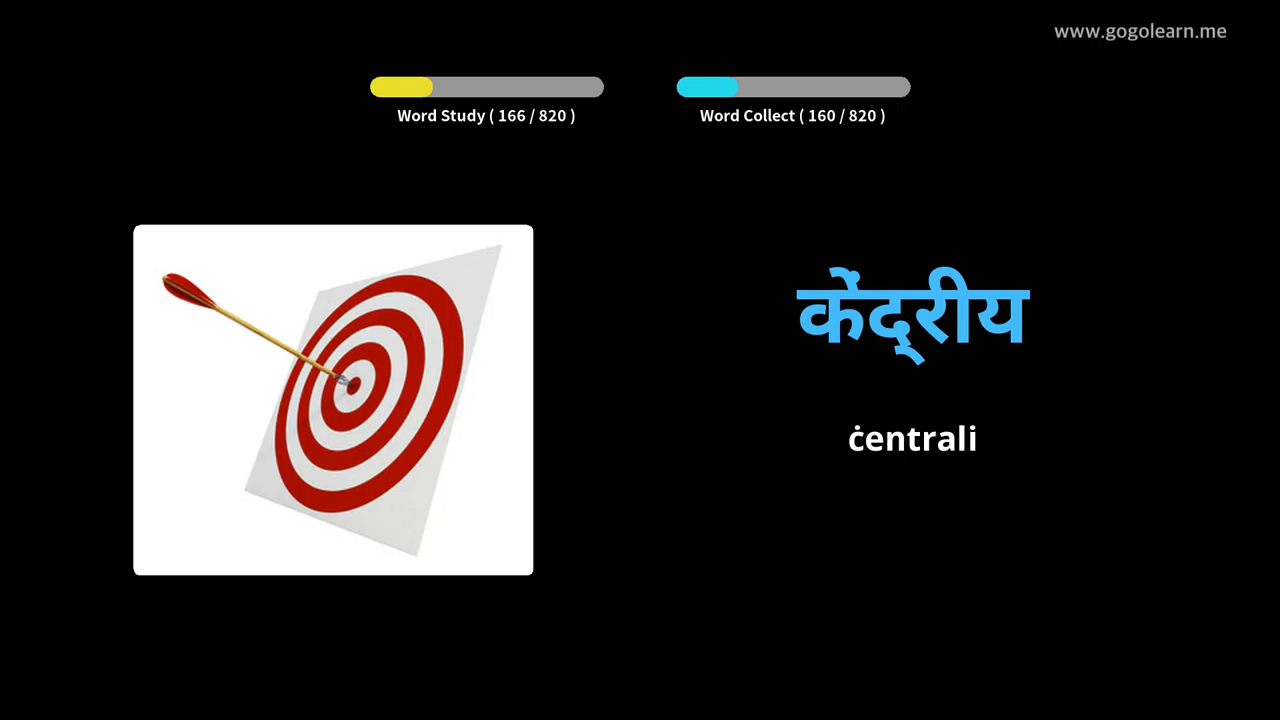 www.gogolearn.me
Word Study ( 166 / 820 )
Word Collect ( 160 / 820 )
केंद्रीय
ċentrali